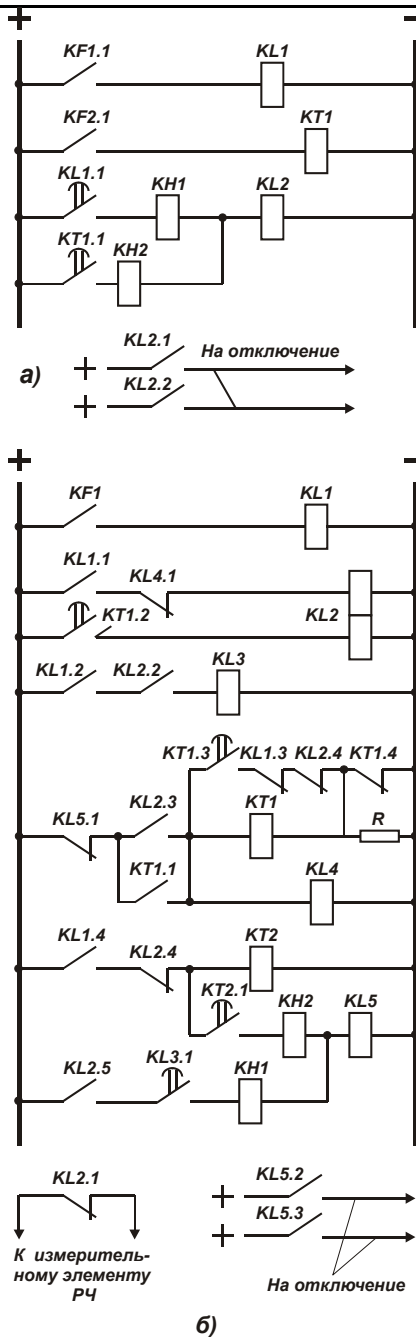 + -
KF1.1 KL1
KF2.1 KT1
KL1.1 KH1 KL2
KT1.1 KH2
а) + KL2.1 На отключение
+ KL2.2
+ -
KF1 KL1
KL1.1 KL4.1
KT1.2 KL2
KL1.2 KL2.2 KL3
KT1.3 KL1.3 KL2.4 KT1.4
KL5.1 KL2.3 KT1 R
KT1.1 KL4
KL1.4 KL2.4 KT2
KT2.1 KH2 KL5
KL2.5 KL3.1 KH1
KL2.1 + KL5.2
+ KL5.3
К измеритель-
ному элементу
РЧ
На отключение
б)